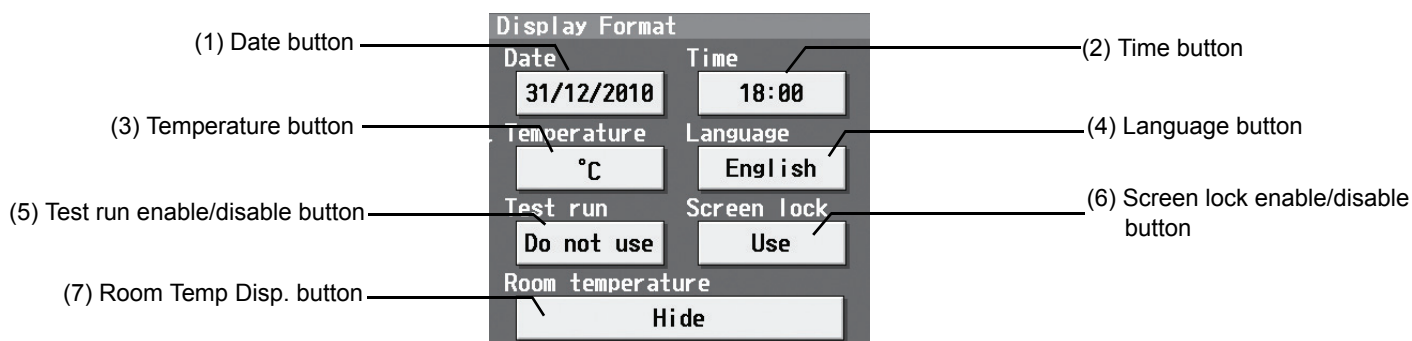 Display Format
(1) Date button
Date
Time
(2) Time button
31/12/2010
18:00
(3) Temperature button
Temperature
Language
(4) Language button
°C
English
(5) Test run enable/disable button
Test run
Screen lock
(6) Screen lock enable/disable
button
Do not use
Use
(7) Room Temp Disp. button
Room temperature
Hide